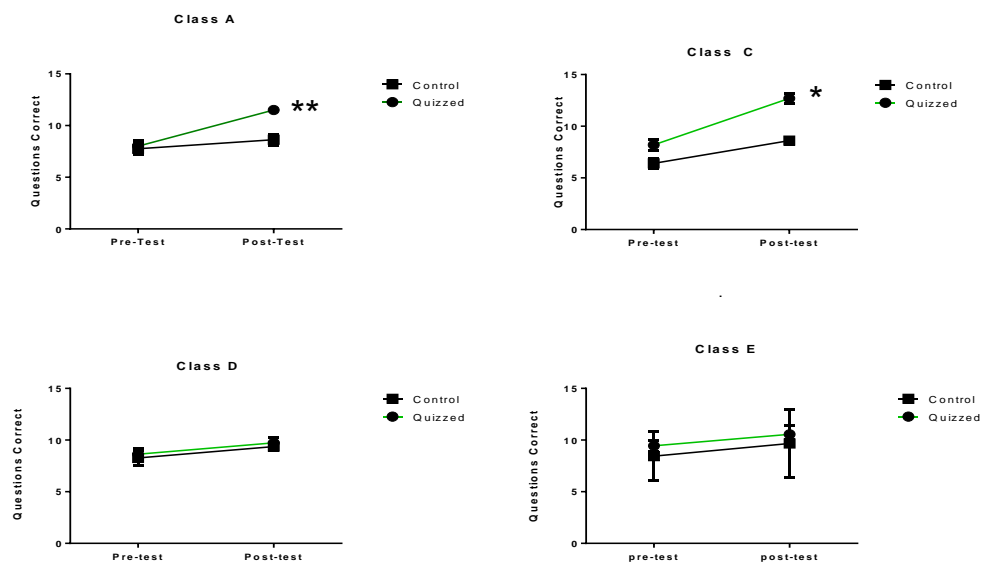 Class A
15
10
5
0
Questions Correct
Pre-Test Post-Test
Control
Quizzed
**
Class C
15
10
5
0
Questions Correct
Pre-test Post-test
Control
Quizzed
*
.
Class D
15
10
5
0
Questions Correct
Pre-test Post-test
Control
Quizzed
Class E
15
10
5
0
Questions Correct
pre-test post-test
Control
Quizzed